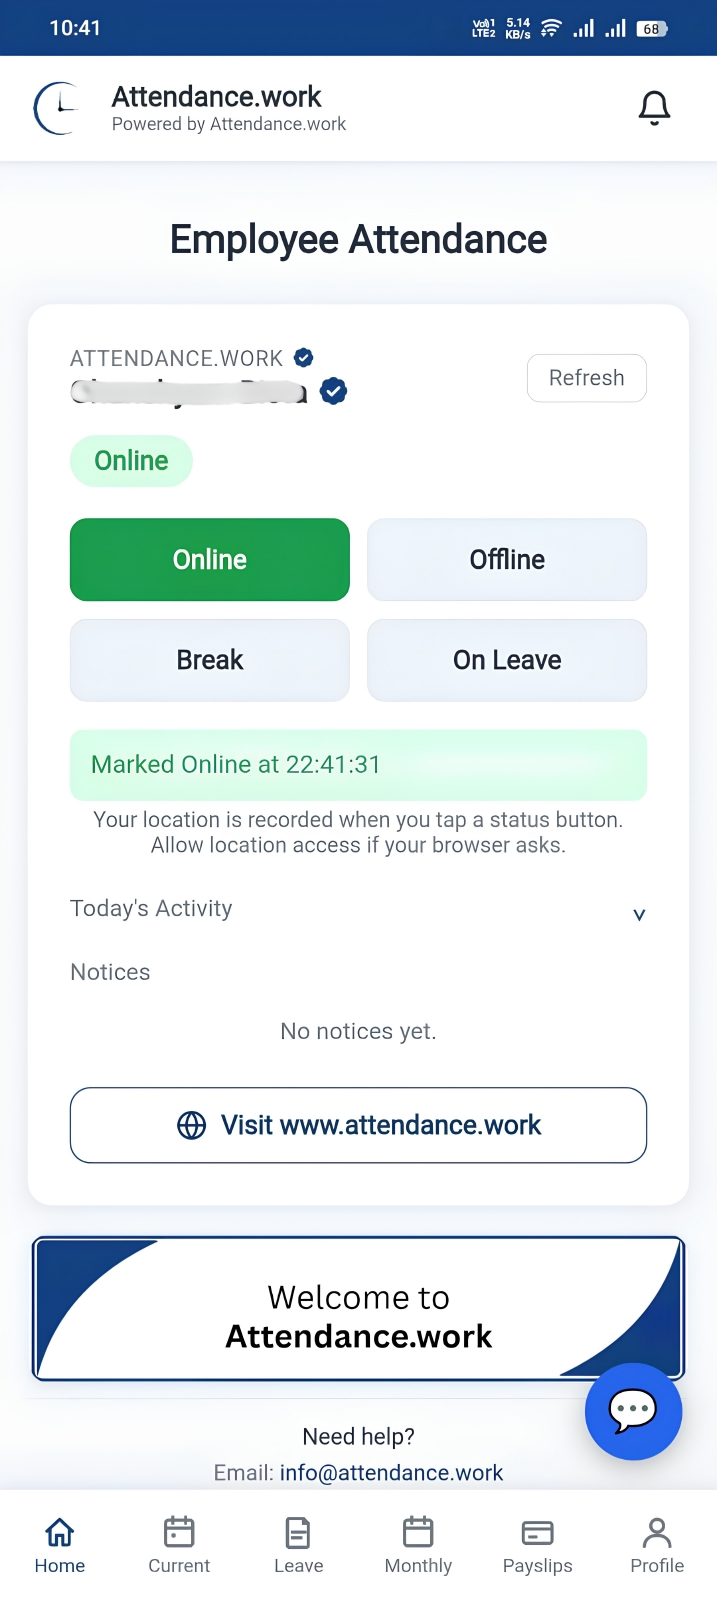 10:41
Vo)) 1
LTE2
5.14
KB/s
68
Attendance.work
Powered by Attendance.work
Employee Attendance
ATTENDANCE.WORK
Refresh
Online
Online
Offline
Break
On Leave
Marked Online at 22:41:31
Your location is recorded when you tap a status button.
Allow location access if your browser asks.
Today's Activity
Notices
No notices yet.
Visit www.attendance.work
Welcome to
Attendance.work
Need help?
Email: info@attendance.work
Home
Current
Leave
Monthly
Payslips
Profile